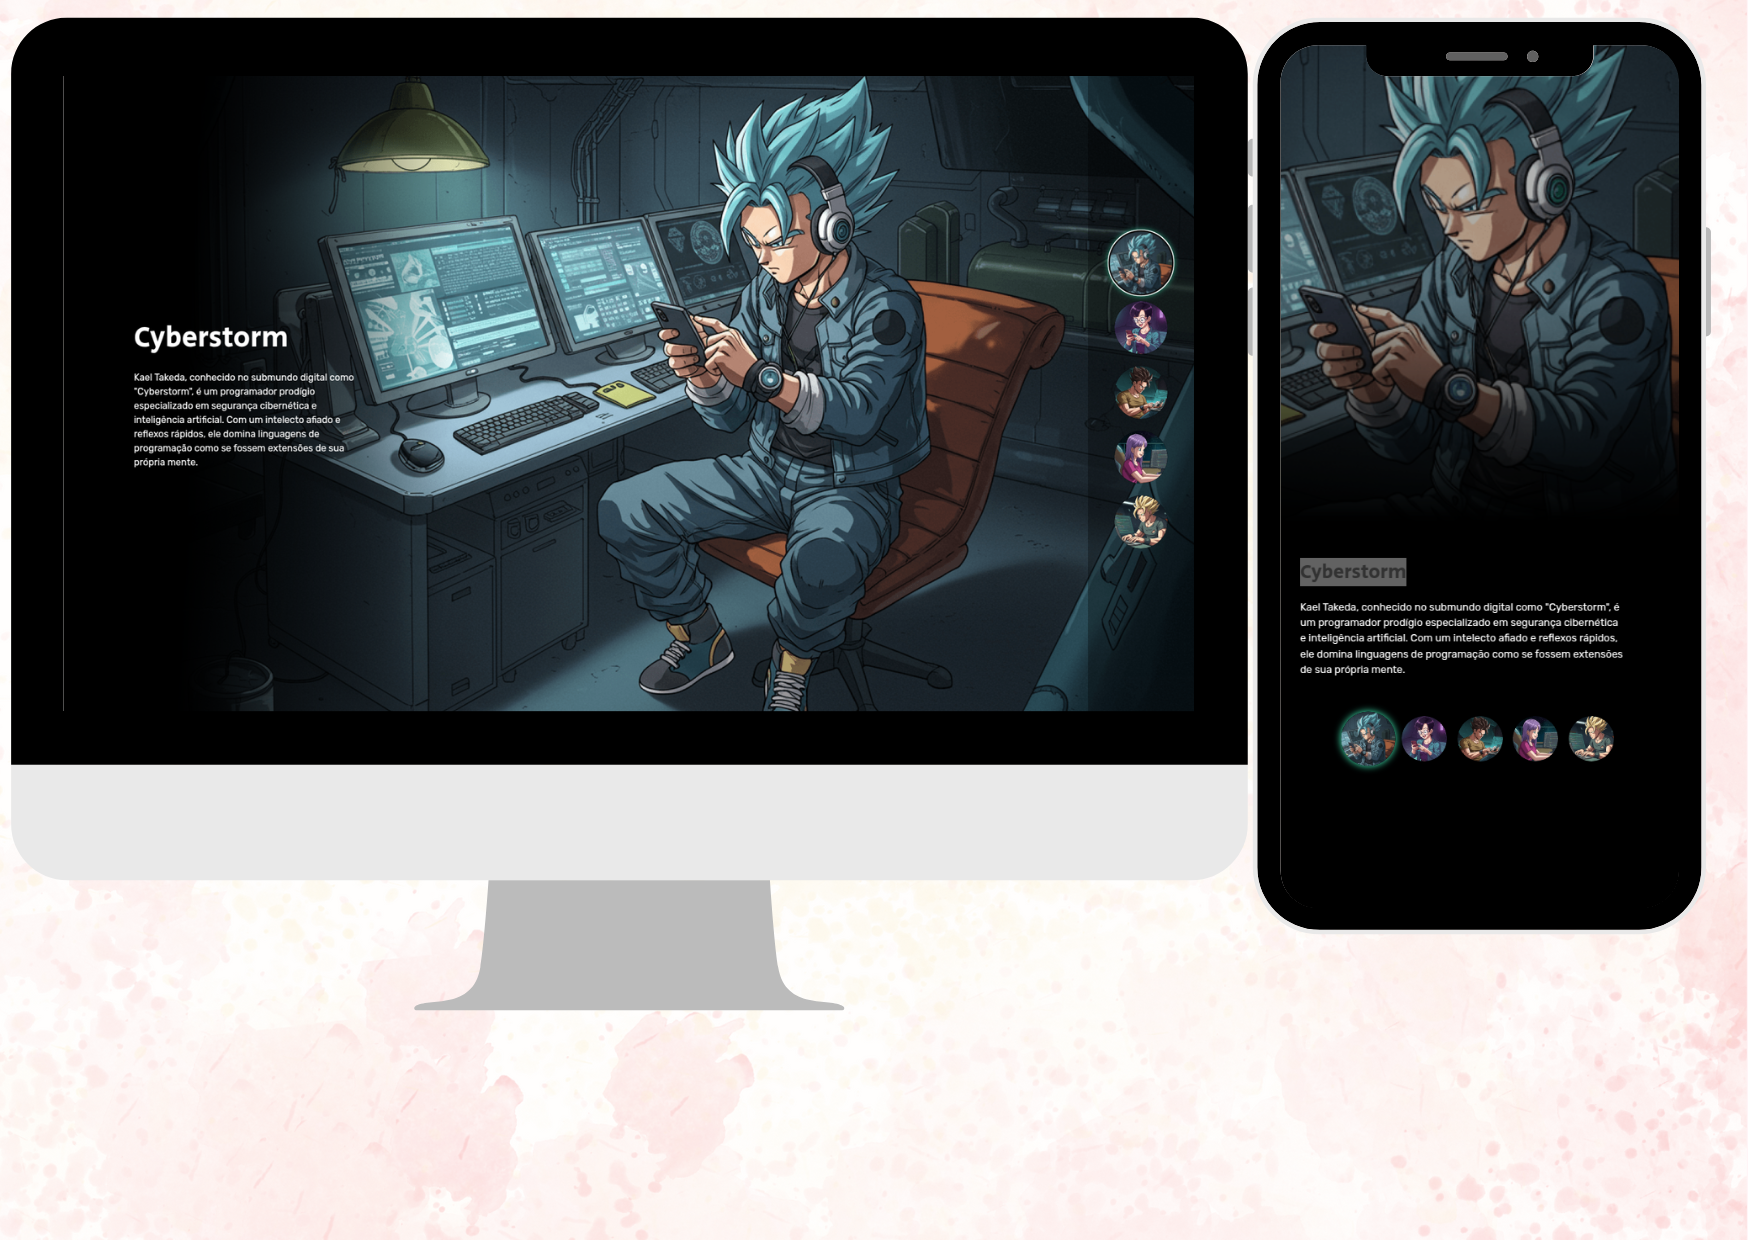 Cyberstorm
Kael Takeda, conhecido no submundo digital como
"Cyberstorm", é um programador prodígio
especializado em segurança cibernética e
inteligência artificial. Com um intelecto afiado e
reflexos rápidos, ele domina linguagens de
programação como se fossem extensões de sua
própria mente.
Cyberstorm
Kael Takeda, conhecido no submundo digital como "Cyberstorm", é
um programador prodígio especializado em segurança cibernética
e inteligência artificial. Com um intelecto afiado e reflexos rápidos,
ele domina linguagens de programação como se fossem extensões
de sua própria mente.